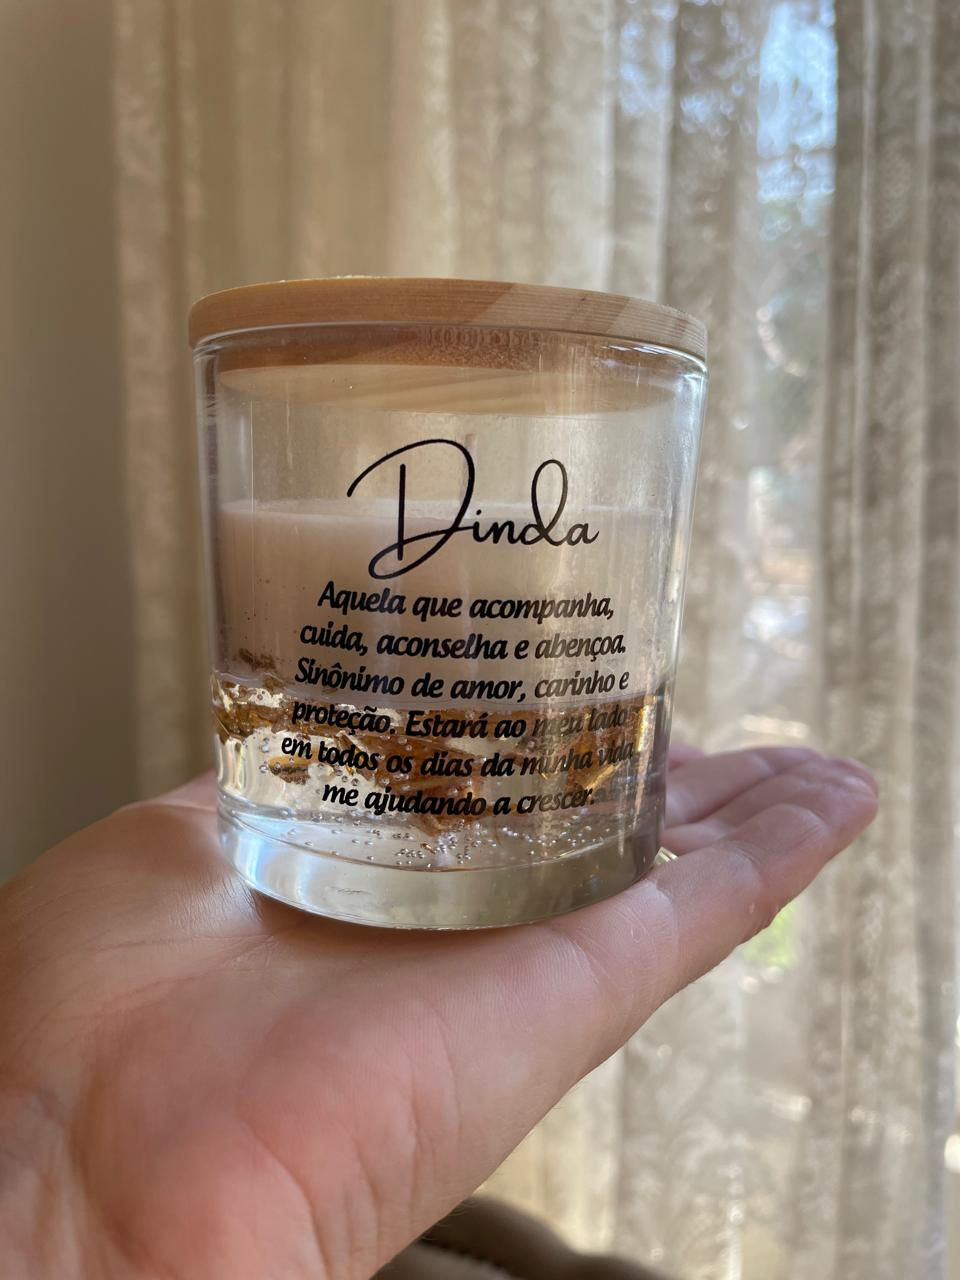 Dinda
Aquela que acompanha,
cuida, aconselha e abençoa.
Sinônimo de amor, carinho e
proteção. Estará ao meu lado
em todos os dias da minha vida
me ajudando a crescer.